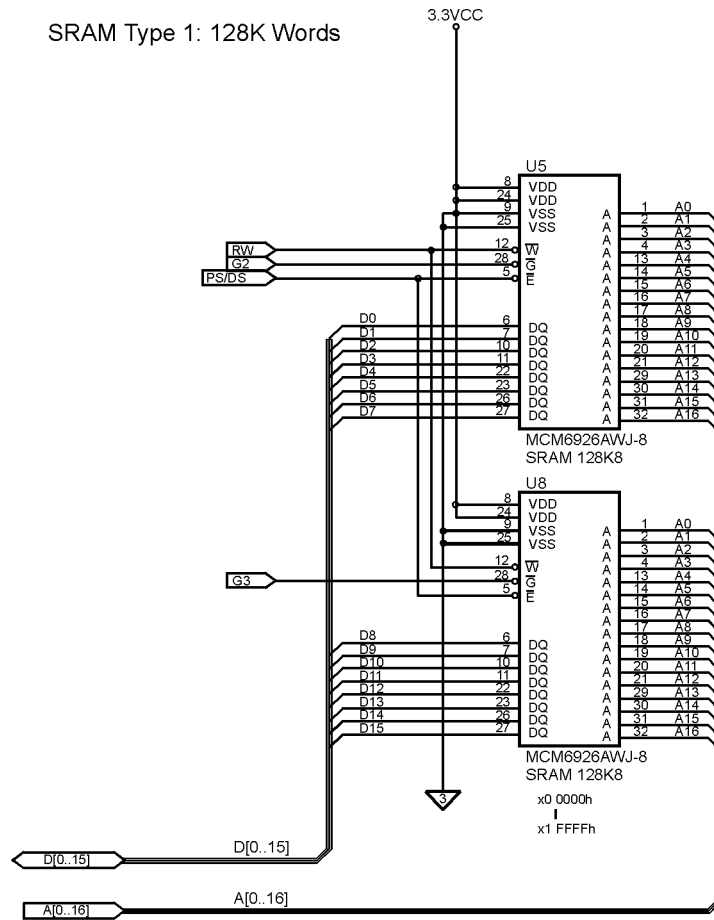 SRAM Type 1: 128K Words
3.3VCC
U5
8 VDD
24 VDD
9 VSS A 1 A0
25 VSS A 2 A1
A 3 A2
RW 12 W A 4 A3
G2 28 G A 13 A4
PS/DS 5 E A 14 A5
A 15 A6
A 16 A7
A 17 A8
D0 6 DQ A 18 A9
D1 7 DQ A 19 A10
D2 10 DQ A 20 A11
D3 11 DQ A 21 A12
D4 22 DQ A 29 A13
D5 23 DQ A 30 A14
D6 26 DQ A 31 A15
D7 27 DQ A 32 A16
MCM6926AWJ-8
SRAM 128K8
U8
8 VDD
24 VDD
9 VSS A 1 A0
25 VSS A 2 A1
A 3 A2
12 W A 4 A3
G3 28 G A 13 A4
5 E A 14 A5
A 15 A6
A 16 A7
A 17 A8
D8 6 DQ A 18 A9
D9 7 DQ A 19 A10
D10 10 DQ A 20 A11
D11 11 DQ A 21 A12
D12 22 DQ A 29 A13
D13 23 DQ A 30 A14
D14 26 DQ A 31 A15
D15 27 DQ A 32 A16
MCM6926AWJ-8
SRAM 128K8
3
x0 0000h
x1 FFFFh
D[0..15] D[0..15]
A[0..16] A[0..16]